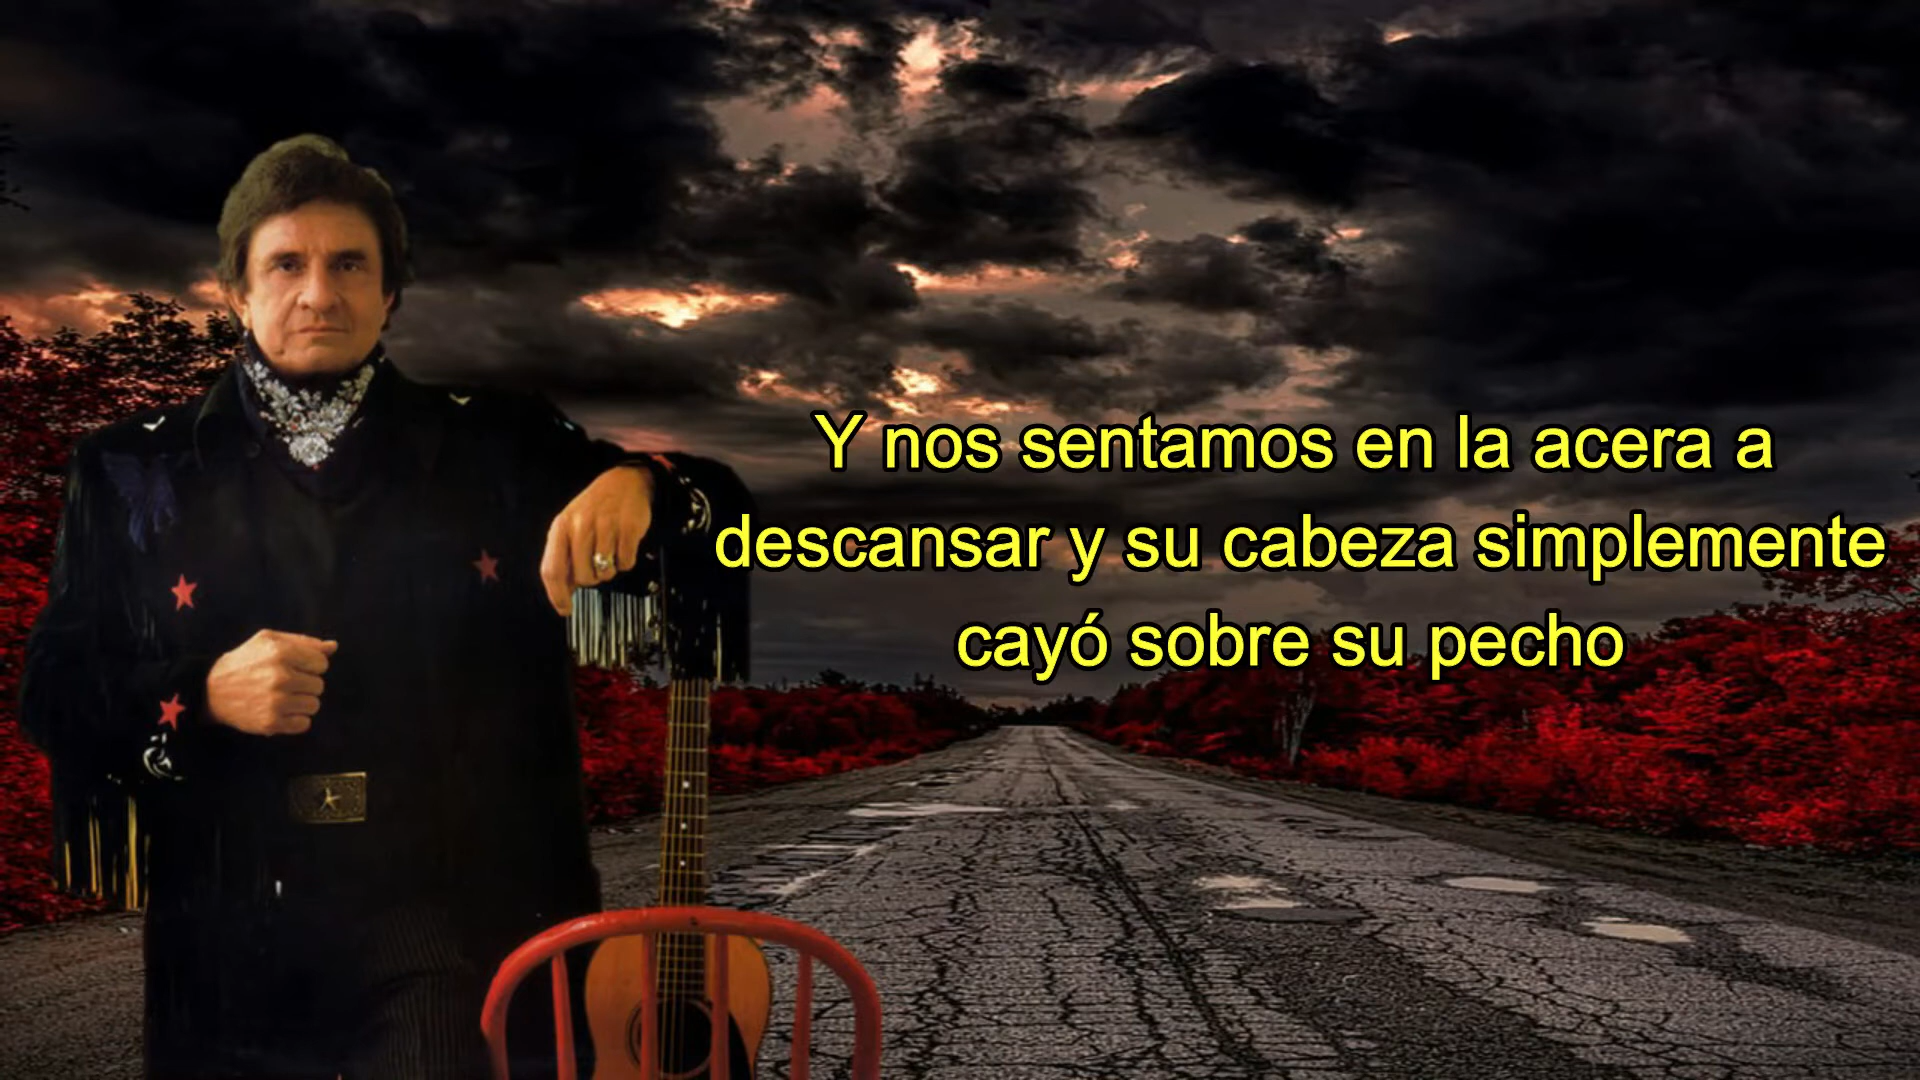 Y nos sentamos en la acera a
descansar y su cabeza simplemente
cayó sobre su pecho